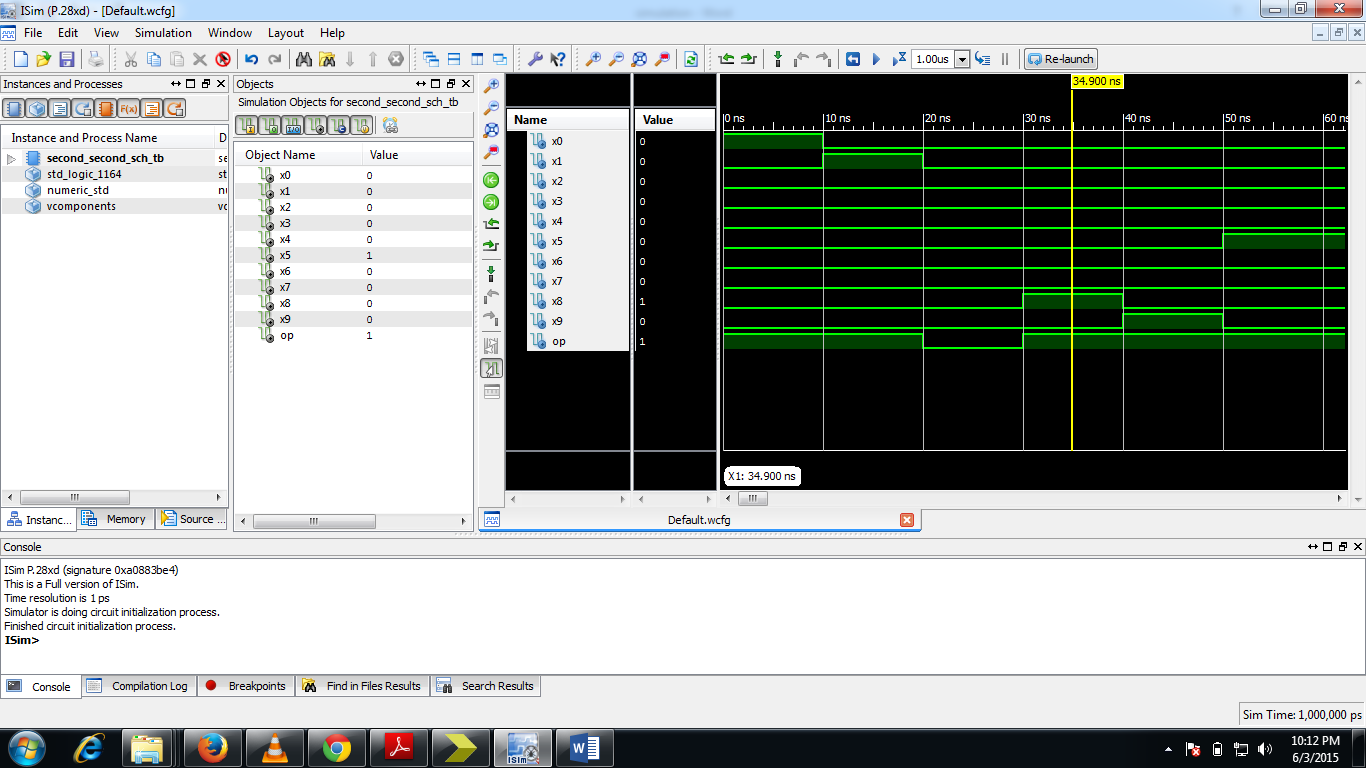 ISim (P.28xd) - [Default.wcfg]
File Edit View Simulation Window Layout Help
1.00us Re-launch
Instances and Processes
Instance and Process Name D
second_second_sch_tb se
std_logic_1164 st
numeric_std nu
vcomponents vc
Instanc... Memory Source ...
Objects
Simulation Objects for second_second_sch_tb
Object Name Value
x0 0
x1 0
x2 0
x3 0
x4 0
x5 1
x6 0
x7 0
x8 0
x9 0
op 1
34.900 ns
Name Value
0 ns 10 ns 20 ns 30 ns 40 ns 50 ns 60 ns
x0 0
x1 0
x2 0
x3 0
x4 0
x5 0
x6 0
x7 0
x8 1
x9 0
op 1
X1: 34.900 ns
Default.wcfg
Console
ISim P.28xd (signature 0xa0883be4)
This is a Full version of ISim.
Time resolution is 1 ps
Simulator is doing circuit initialization process.
Finished circuit initialization process.
ISim>
Console Compilation Log Breakpoints Find in Files Results Search Results
Sim Time: 1,000,000 ps
10:12 PM
6/3/2015